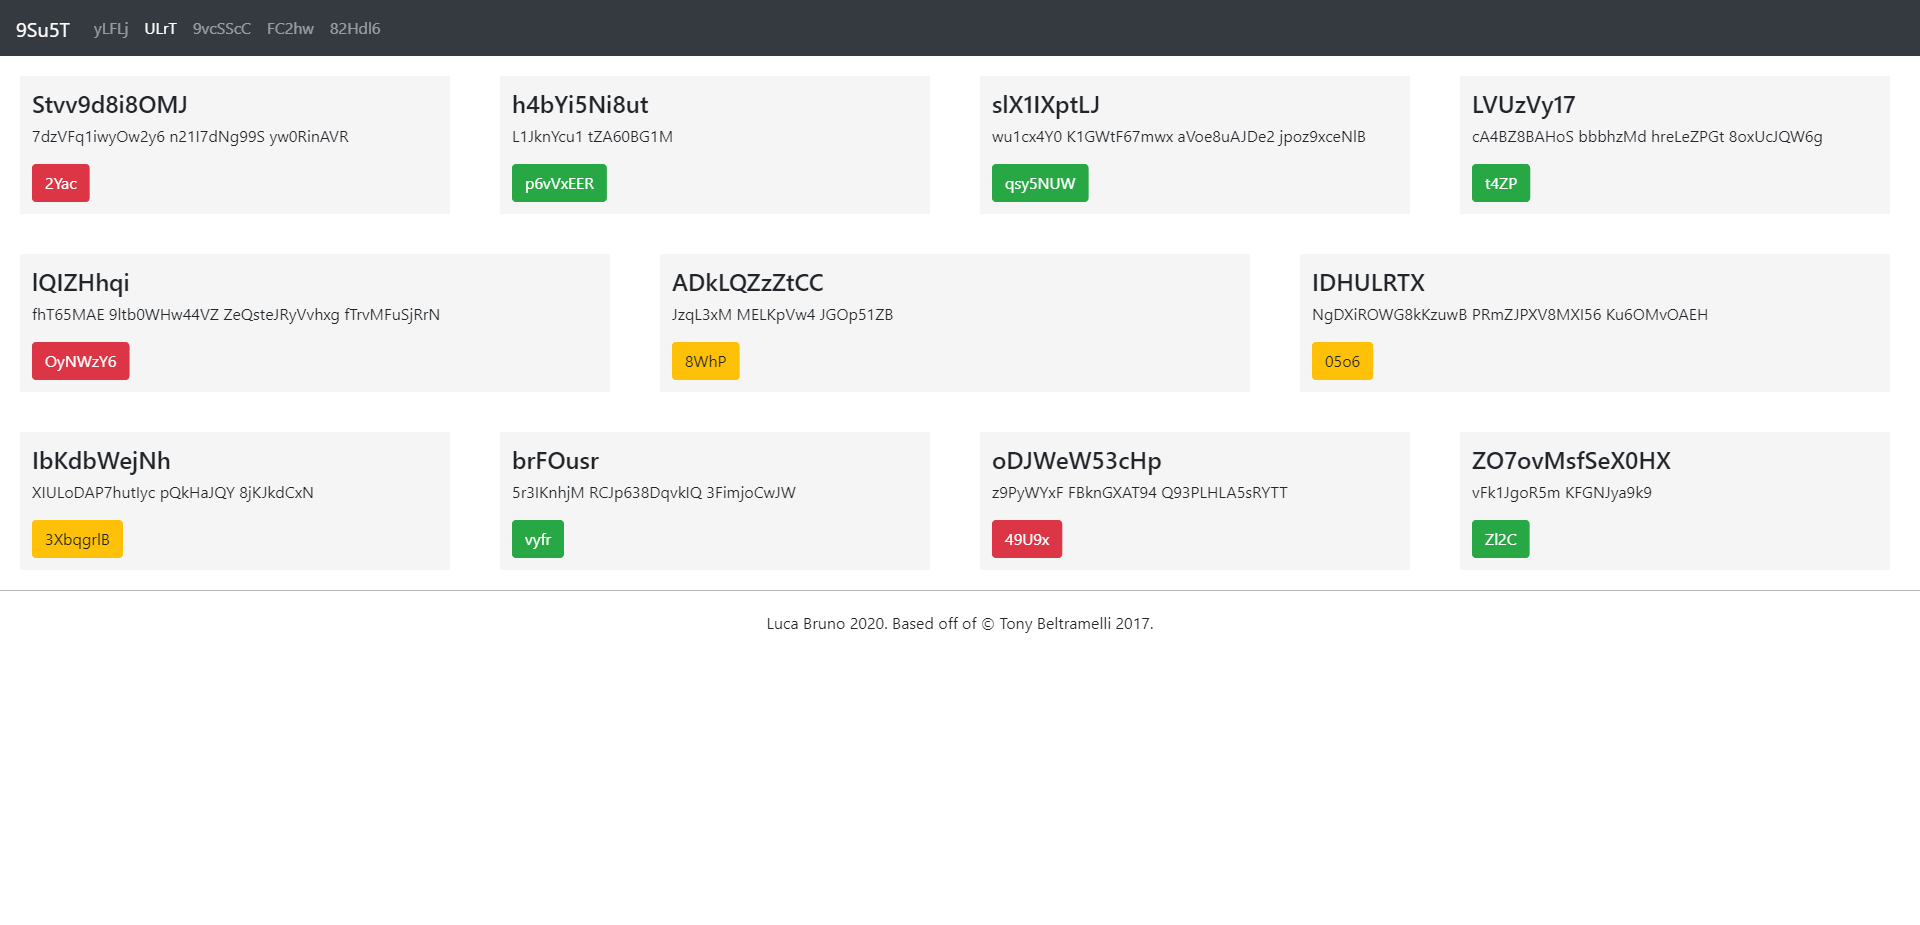 9Su5T yLFLj ULrT 9vcSScC FC2hw 82Hdl6
Stvv9d8i8OMJ
7dzVFq1iwyOw2y6 n21I7dNg99S yw0RinAVR
2Yac
h4bYi5Ni8ut
L1JknYcu1 tZA60BG1M
p6vVxEER
slX1IXptLJ
wu1cx4Y0 K1GWtF67mwx aVoe8uAJDe2 jpoz9xceNlB
qsy5NUW
LVUzVy17
cA4BZ8BAHoS bbbhzMd hreLeZPGt 8oxUcJQW6g
t4ZP
lQIZHhqi
fhT65MAE 9ltb0WHw44VZ ZeQsteJRyVvhxg fTrvMFuSjRrN
OyNWzY6
ADkLQZzZtCC
JzqL3xM MELKpVw4 JGOp51ZB
8WhP
IDHULRTX
NgDXiROWG8kKzuwB PRmZJPXV8MXI56 Ku6OMvOAEH
05o6
IbKdbWejNh
XIULoDAP7hutIyc pQkHaJQY 8jKJkdCxN
3XbqgrlB
brFOusr
5r3IKnhjM RCJp638DqvkIQ 3FimjoCwJW
vyfr
oDJWeW53cHp
z9PyWYxF FBknGXAT94 Q93PLHLA5sRYTT
49U9x
ZO7ovMsfSeX0HX
vFk1JgoR5m KFGNJya9k9
Zl2C
Luca Bruno 2020. Based off of © Tony Beltramelli 2017.